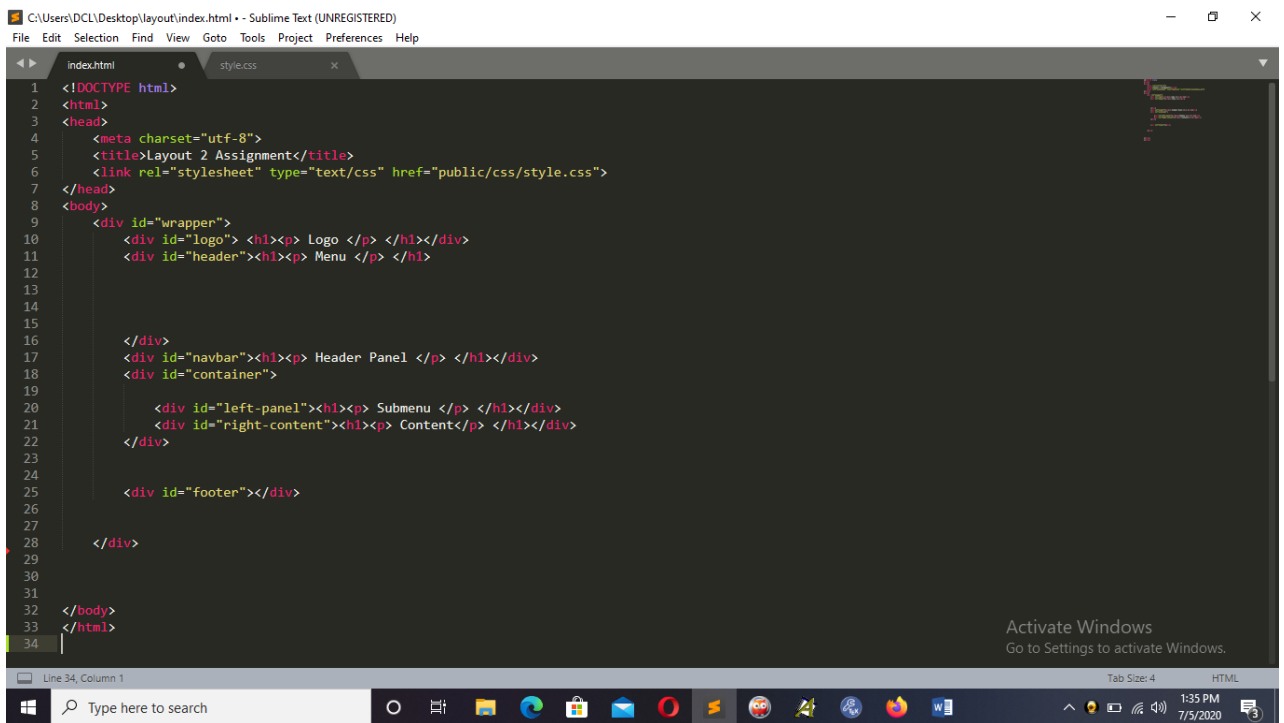 C:\Users\DCL\Desktop\layout\index.html • - Sublime Text (UNREGISTERED)
File Edit Selection Find View Goto Tools Project Preferences Help
index.html style.css
1 <!DOCTYPE html>
2 <html>
3 <head>
4 <meta charset="utf-8">
5 <title>Layout 2 Assignment</title>
6 <link rel="stylesheet" type="text/css" href="public/css/style.css">
7 </head>
8 <body>
9 <div id="wrapper">
10 <div id="logo"> <h1><p> Logo </p> </h1></div>
11 <div id="header"><h1><p> Menu </p> </h1>
12
13
14
15
16 </div>
17 <div id="navbar"><h1><p> Header Panel </p> </h1></div>
18 <div id="container">
19
20 <div id="left-panel"><h1><p> Submenu </p> </h1></div>
21 <div id="right-content"><h1><p> Content</p> </h1></div>
22 </div>
23
24
25 <div id="footer"></div>
26
27
28 </div>
29
30
31
32 </body>
33 </html>
34
Activate Windows
Go to Settings to activate Windows.
Line 34, Column 1 Tab Size: 4 HTML
Type here to search
1:35 PM
7/5/2020
3